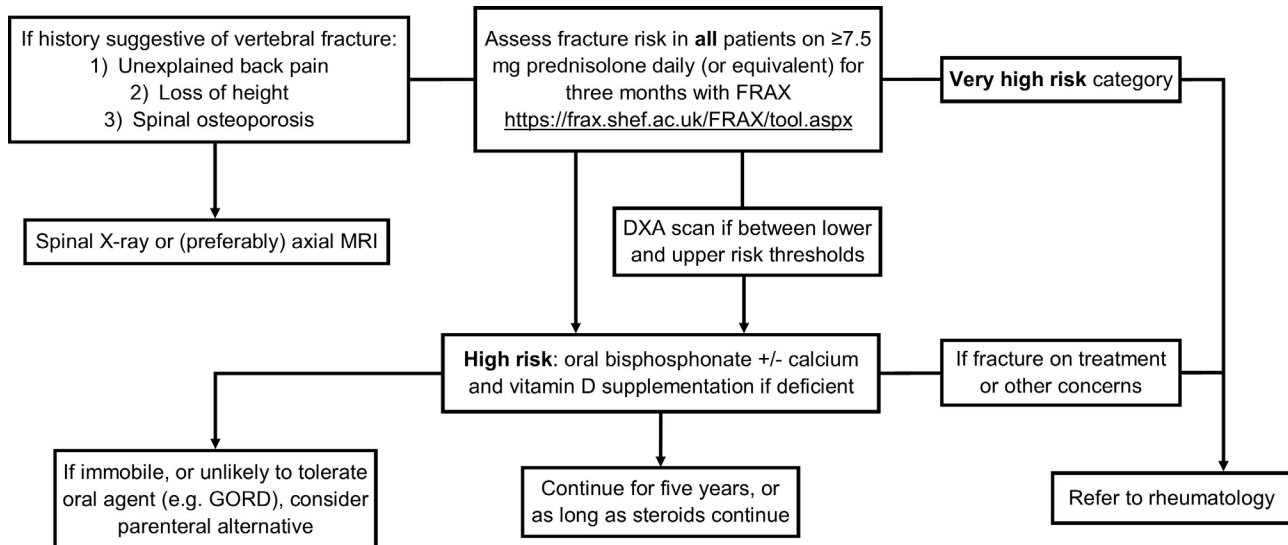 If history suggestive of vertebral fracture:
1) Unexplained back pain
2) Loss of height
3) Spinal osteoporosis
Assess fracture risk in all patients on ≥7.5
mg prednisolone daily (or equivalent) for
three months with FRAX
https://frax.shef.ac.uk/FRAX/tool.aspx
Very high risk category
Spinal X-ray or (preferably) axial MRI
DXA scan if between lower
and upper risk thresholds
High risk: oral bisphosphonate +/- calcium
and vitamin D supplementation if deficient
If fracture on treatment
or other concerns
If immobile, or unlikely to tolerate
oral agent (e.g. GORD), consider
parenteral alternative
Continue for five years, or
as long as steroids continue
Refer to rheumatology